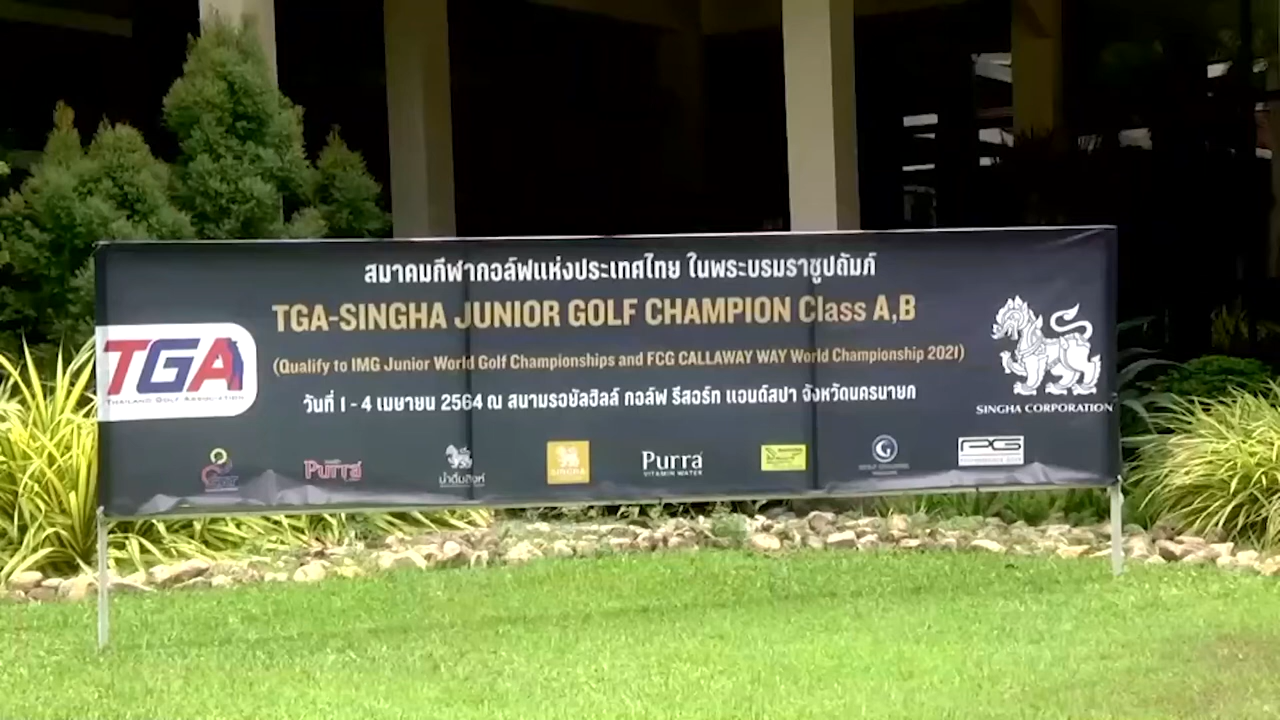 สมาคมกีฬากอล์ฟแห่งประเทศไทย ในพระบรมราชูปถัมภ์
TGA-SINGHA JUNIOR GOLF CHAMPION Class A,B
(Qualify to IMG Junior World Golf Championships and FCG CALLAWAY WAY World Championship 2021)
วันที่ 1 - 4 เมษายน 2564 ณ สนามรอยัลฮิลล์ กอล์ฟ รีสอร์ท แอนด์สปา จังหวัดนครนายก
TGA
THAILAND GOLF ASSOCIATION
SINGHA CORPORATION
Purra
น้ำดื่มสิงห์
SINGHA
Purra
VITAMIN WATER
PG